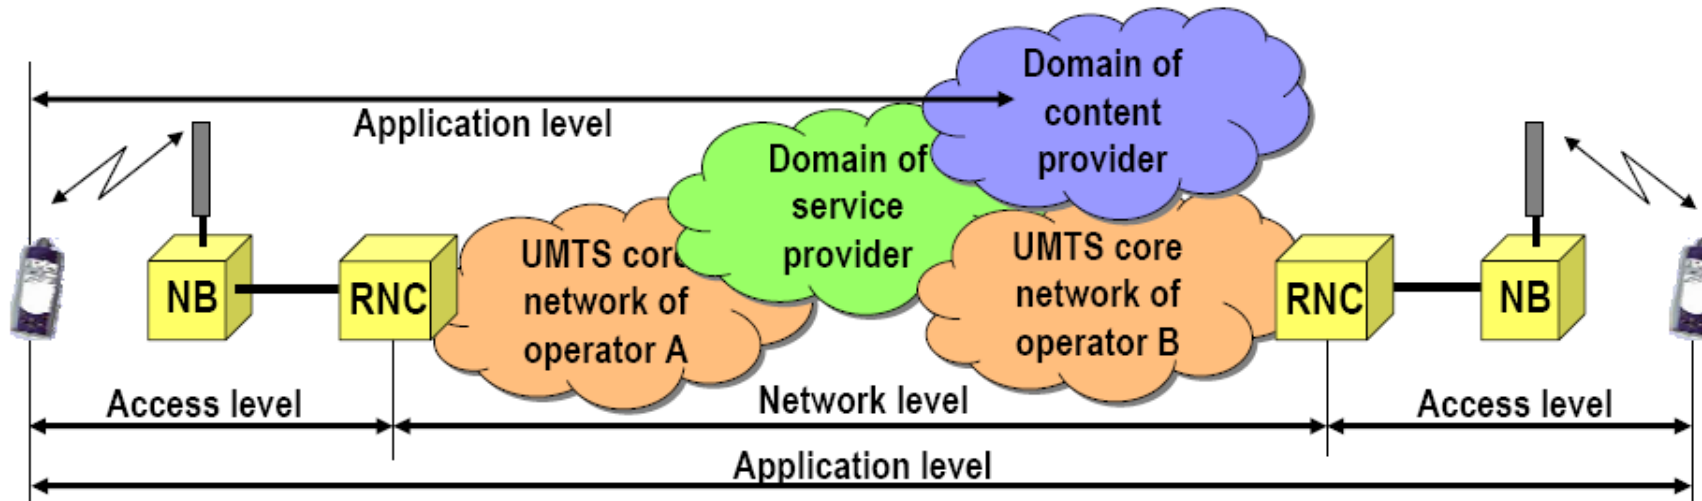 Application level
Domain of
content
provider
Domain of
service
provider
NB
RNC
UMTS core
network of
operator A
UMTS core
network of
operator B
RNC
NB
Access level
Network level
Access level
Application level